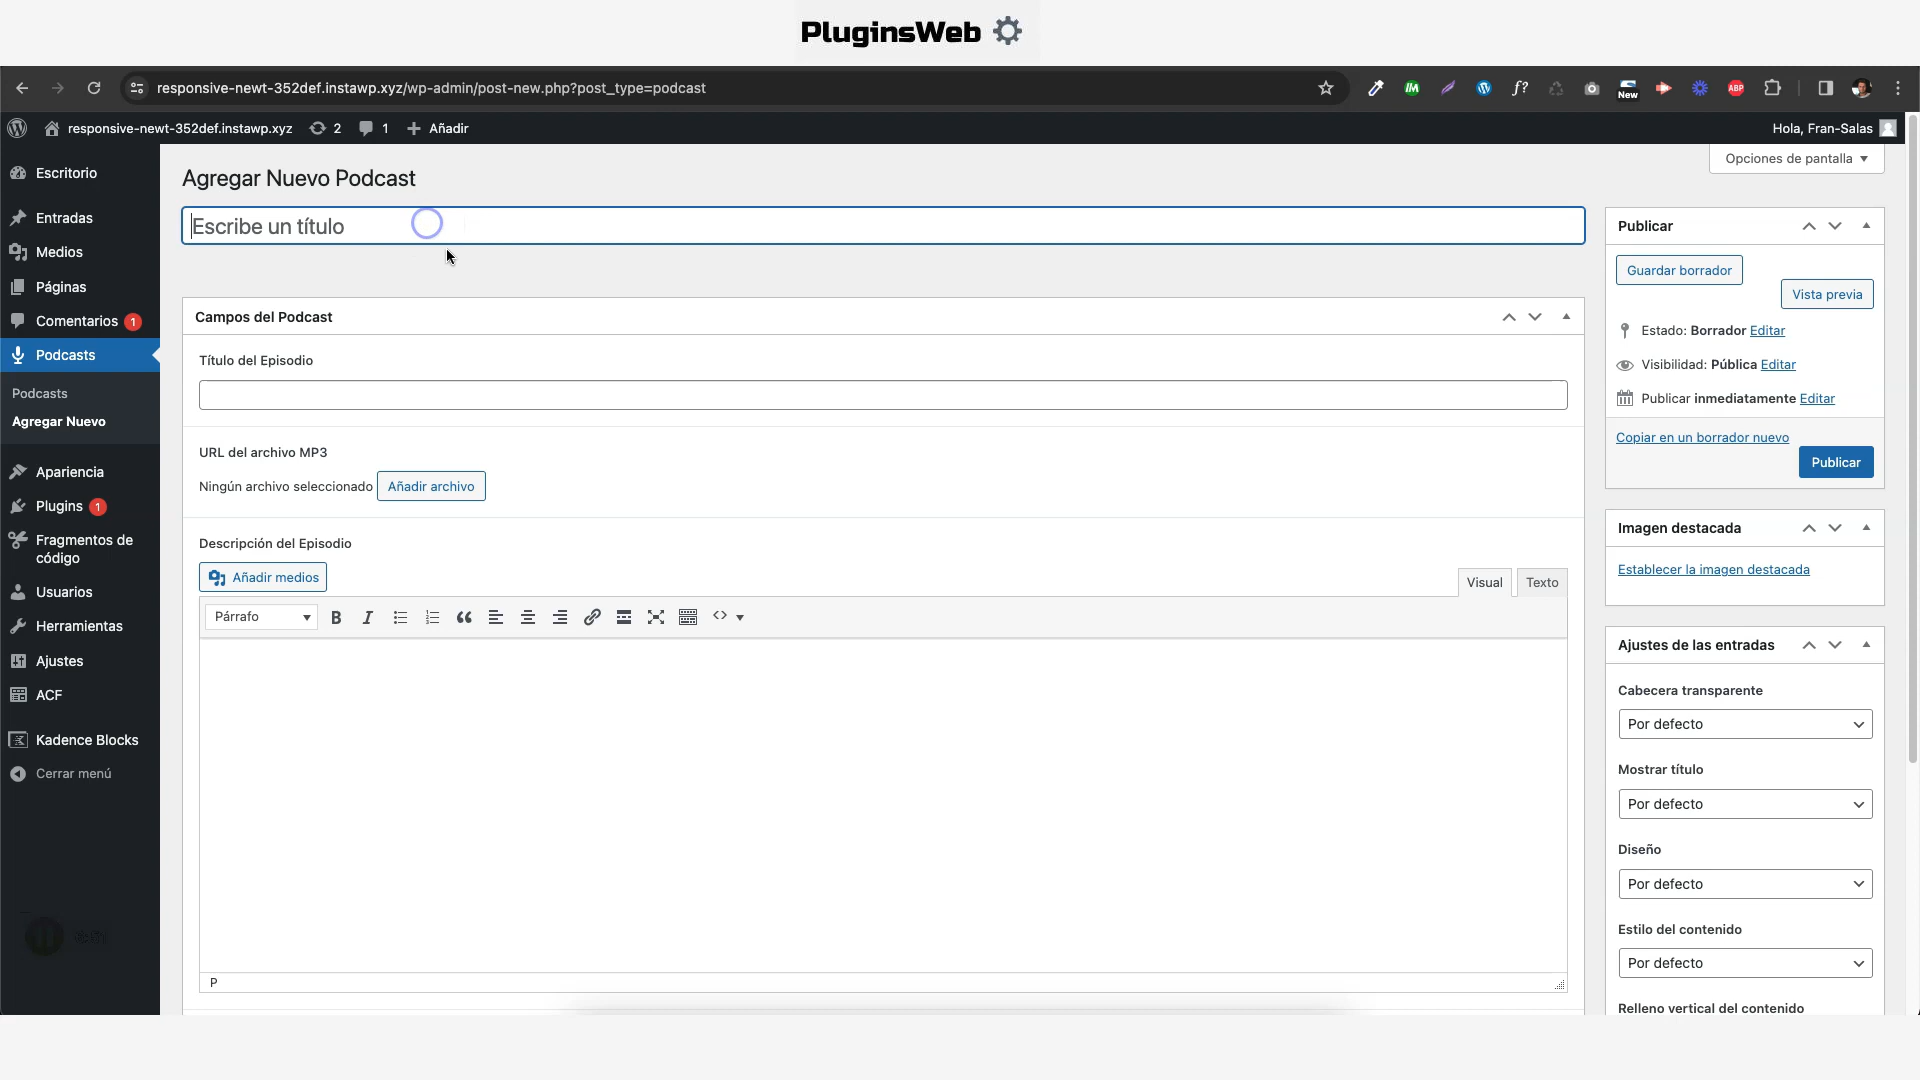 PluginsWeb
responsive-newt-352def.instawp.xyz/wp-admin/post-new.php?post_type=podcast
IM
f?
New
ABP
responsive-newt-352def.instawp.xyz 2 1 Añadir
Hola, Fran-Salas
Opciones de pantalla
Escritorio
Entradas
Medios
Páginas
Comentarios 1
Podcasts
Podcasts
Agregar Nuevo
Apariencia
Plugins 1
Fragmentos de
código
Usuarios
Herramientas
Ajustes
ACF
Kadence Blocks
Cerrar menú
Agregar Nuevo Podcast
Escribe un título
Campos del Podcast
Título del Episodio
URL del archivo MP3
Ningún archivo seleccionado Añadir archivo
Descripción del Episodio
Añadir medios
Visual Texto
Párrafo
P
Publicar
Guardar borrador
Vista previa
Estado: Borrador Editar
Visibilidad: Pública Editar
Publicar inmediatamente Editar
Copiar en un borrador nuevo
Publicar
Imagen destacada
Establecer la imagen destacada
Ajustes de las entradas
Cabecera transparente
Por defecto
Mostrar título
Por defecto
Diseño
Por defecto
Estilo del contenido
Por defecto
Relleno vertical del contenido